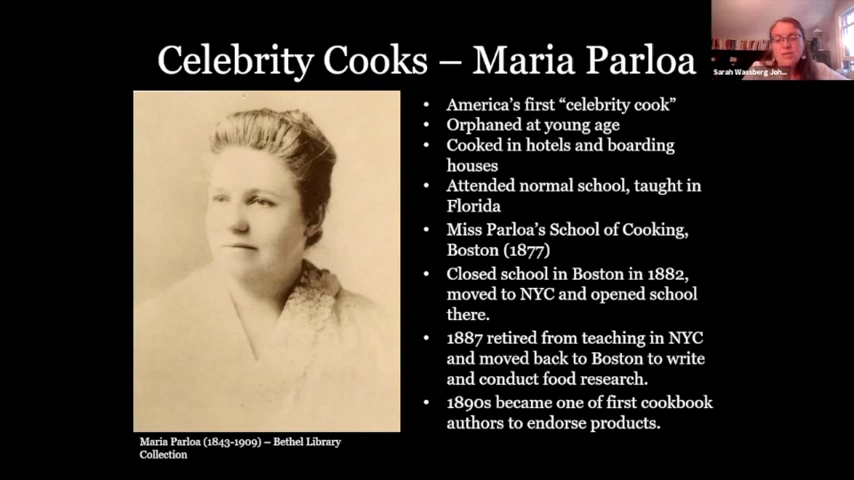 Celebrity Cooks – Maria Parloa
Sarah Wassberg Joh...
• America's first “celebrity cook”
• Orphaned at young age
• Cooked in hotels and boarding
houses
• Attended normal school, taught in
Florida
• Miss Parloa's School of Cooking,
Boston (1877)
• Closed school in Boston in 1882,
moved to NYC and opened school
there.
• 1887 retired from teaching in NYC
and moved back to Boston to write
and conduct food research.
• 1890s became one of first cookbook
authors to endorse products.
Maria Parloa (1843-1909) – Bethel Library
Collection